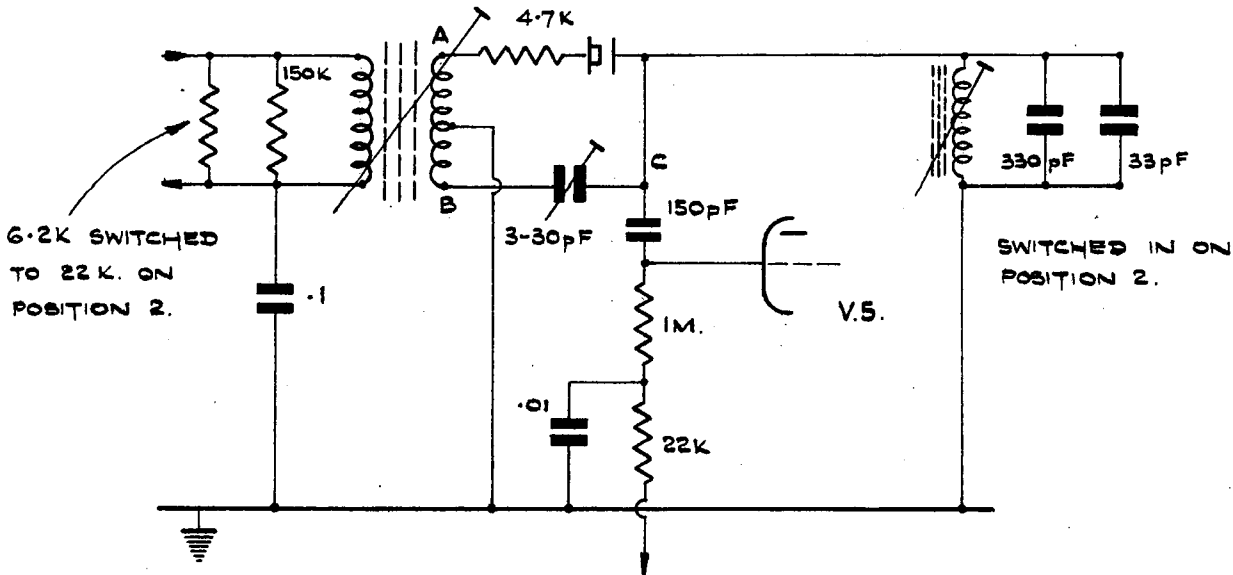 4.7K
A
150K
330pF
33pF
C
B
150pF
3-30pF
6.2K SWITCHED
TO 22K. ON
POSITION 2.
SWITCHED IN ON
POSITION 2.
.1
V.5.
1M.
.01
22K